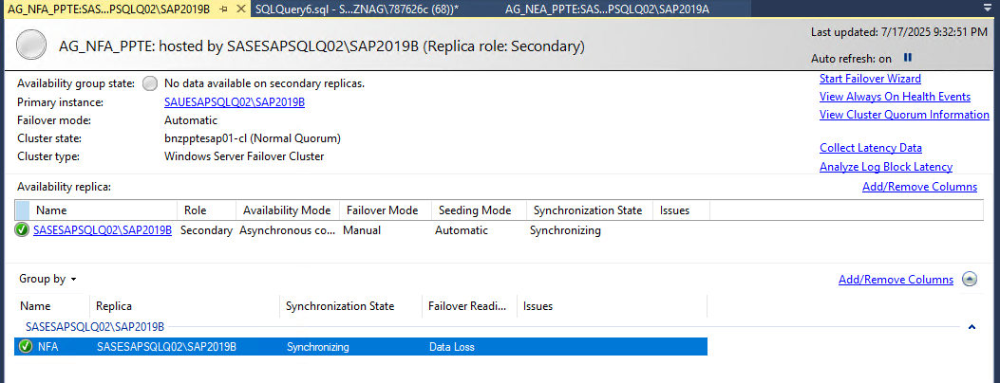 AG_NFA_PPTE:SAS...PSQLQ02\SAP2019B SQLQuery6.sql - S...ZNAG\787626c (68))* AG_NEA_PPTE:SAS...PSQLQ02\SAP2019A
AG_NFA_PPTE: hosted by SASESAPSQLQ02\SAP2019B (Replica role: Secondary)
Last updated: 7/17/2025 9:32:51 PM
Auto refresh: on
Availability group state: No data available on secondary replicas.
Primary instance: SAUESAPSQLQ02\SAP2019B
Failover mode: Automatic
Cluster state: bnzpptesap01-cl (Normal Quorum)
Cluster type: Windows Server Failover Cluster
Start Failover Wizard
View Always On Health Events
View Cluster Quorum Information
Collect Latency Data
Analyze Log Block Latency
Availability replica: Add/Remove Columns
Name Role Availability Mode Failover Mode Seeding Mode Synchronization State Issues
SASESAPSQLQ02\SAP2019B Secondary Asynchronous co... Manual Automatic Synchronizing
Group by Add/Remove Columns
Name Replica Synchronization State Failover Readi... Issues
SASESAPSQLQ02\SAP2019B
NFA SASESAPSQLQ02\SAP2019B Synchronizing Data Loss